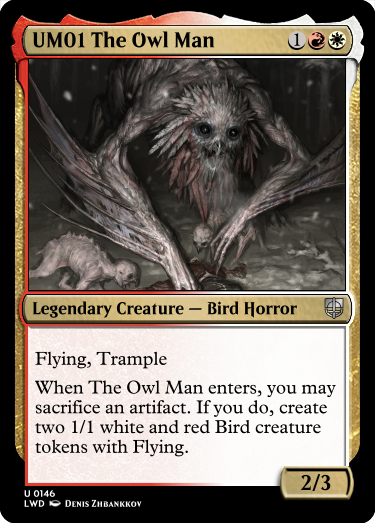 UM01 The Owl Man 1
Legendary Creature — Bird Horror
Flying, Trample
When The Owl Man enters, you may
sacrifice an artifact. If you do, create
two 1/1 white and red Bird creature
tokens with Flying.
2/3
U 0146
LWD Denis Zhbankkov